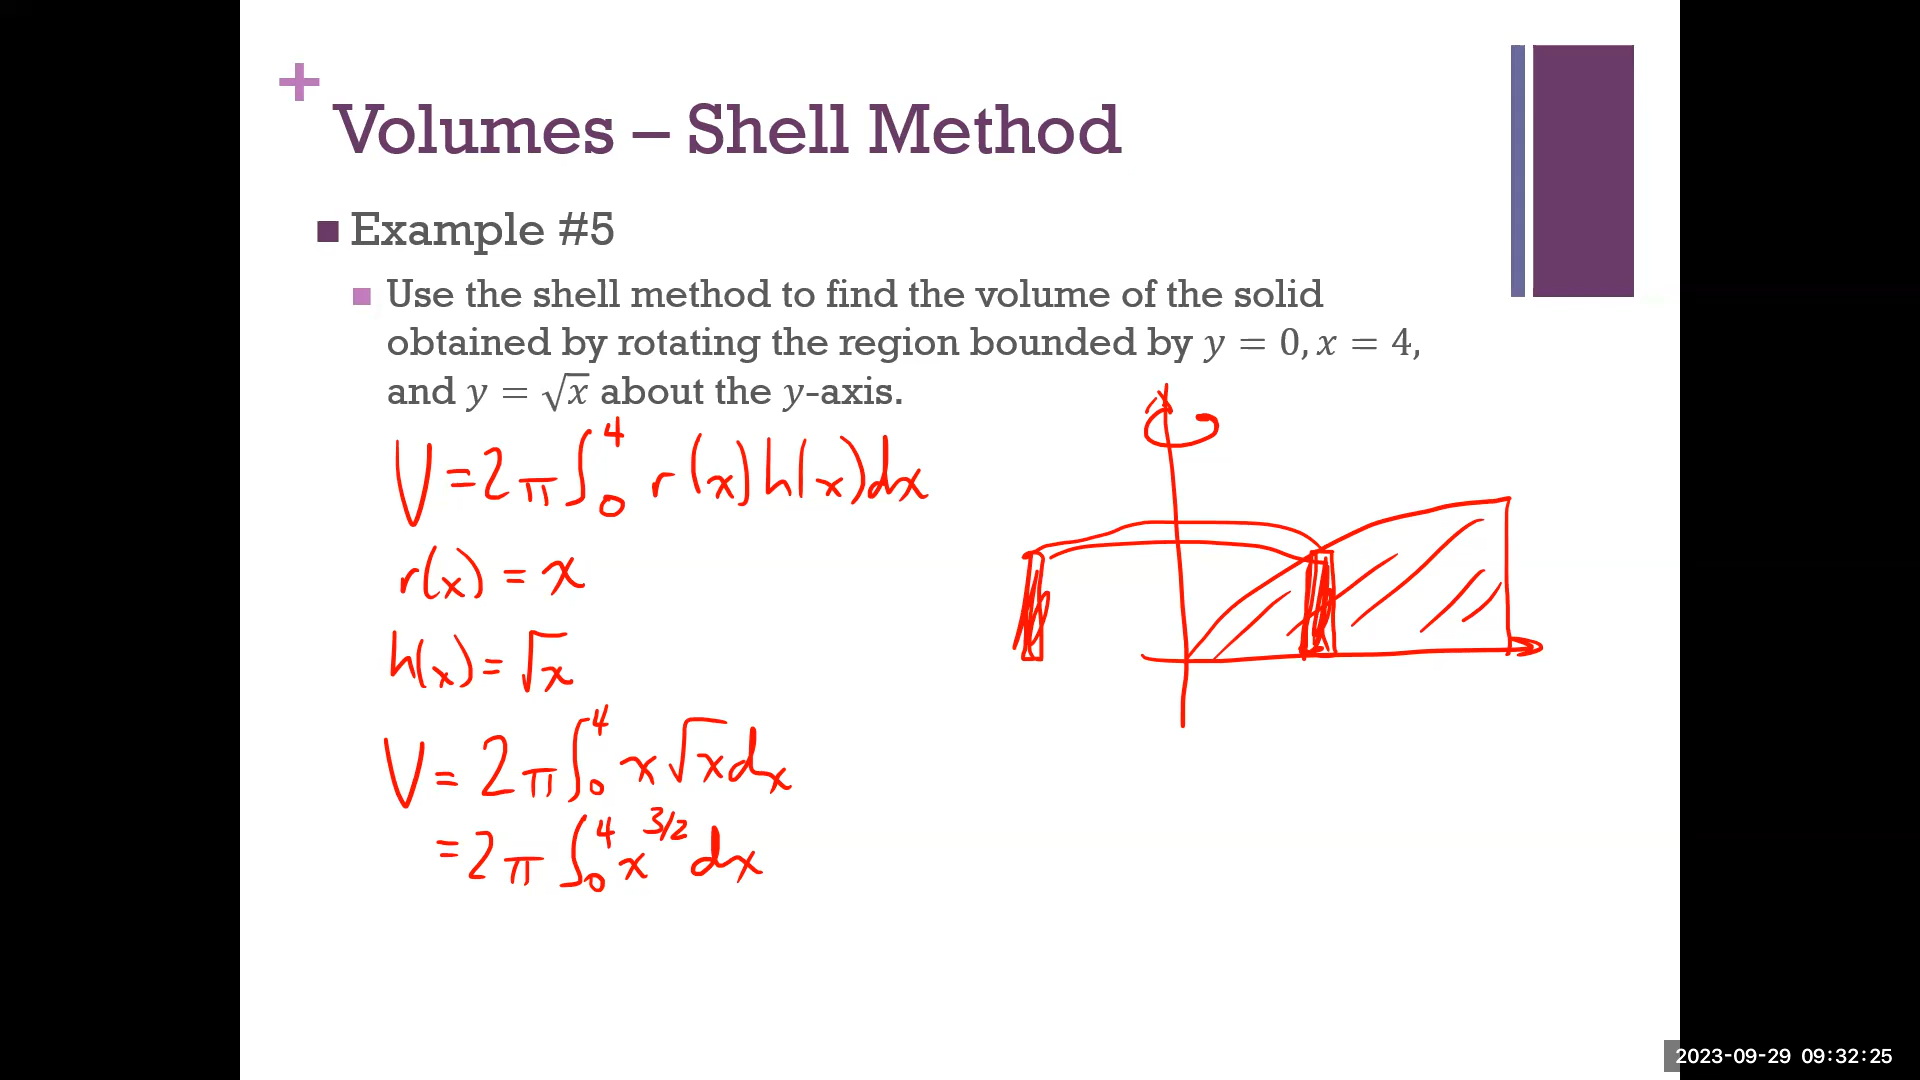 +
Volumes – Shell Method
Example #5
Use the shell method to find the volume of the solid
obtained by rotating the region bounded by y = 0, x = 4,
and y = √x about the y-axis.
V = 2π ∫₀⁴ r(x) h(x) dx
r(x) = x
h(x) = √x
V = 2π ∫₀⁴ x √x dx
= 2π ∫₀⁴ x^3/2 dx
2023-09-29 09:32:25